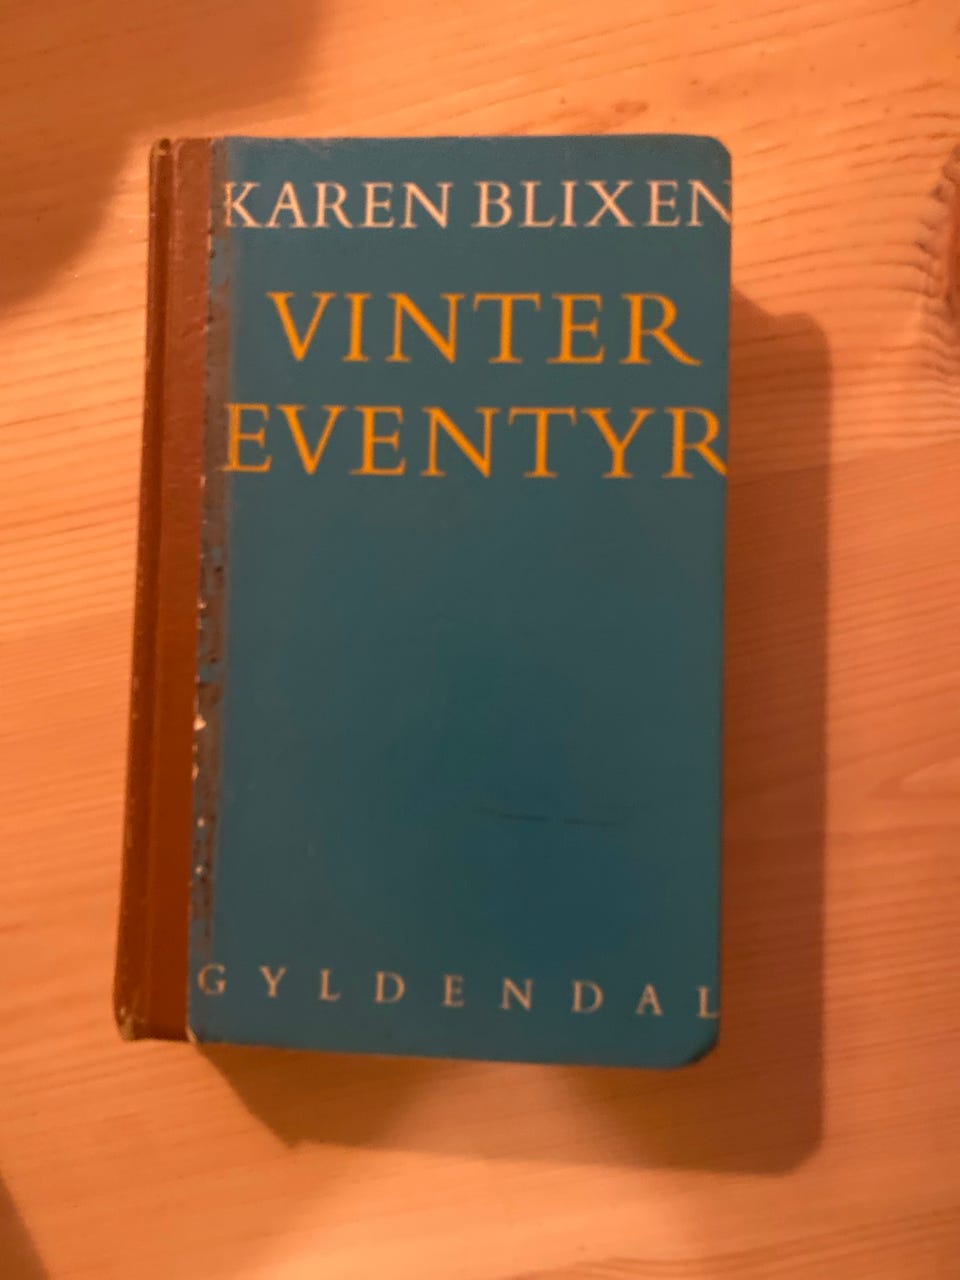 KAREN BLIXEN
VINTER
EVENTYR
GYLDENDAL